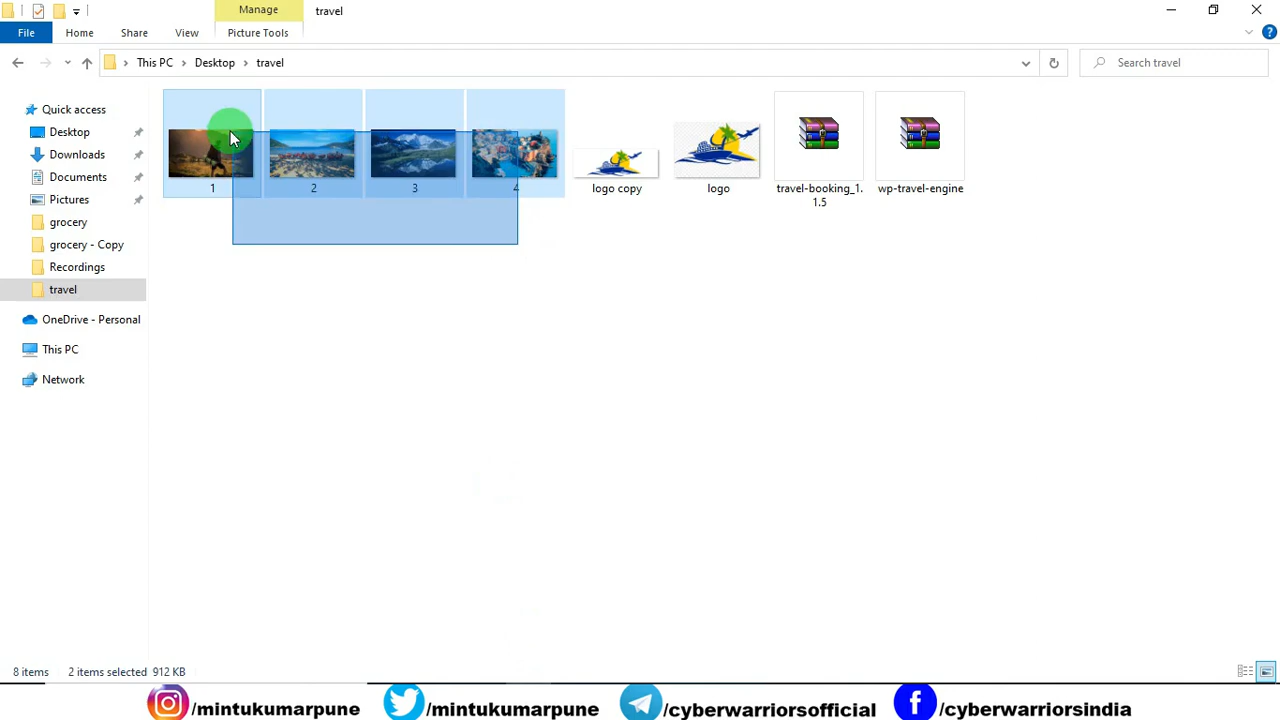 Manage
travel
File
Home
Share
View
Picture Tools
This PC
Desktop
travel
Search travel
Quick access
Desktop
Downloads
Documents
Pictures
grocery
grocery - Copy
Recordings
travel
OneDrive - Personal
This PC
Network
1
2
3
4
logo copy
logo
travel-booking_1.
1.5
wp-travel-engine
8 items
2 items selected
912 KB
/mintukumarpune
/mintukumarpune
/cyberwarriorsofficial
/cyberwarriorsindia